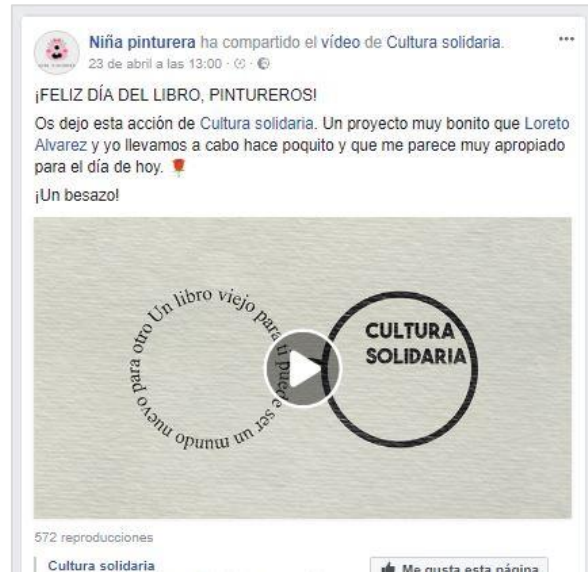 Niña pinturera ha compartido el vídeo de Cultura solidaria.
23 de abril a las 13:00 ·
¡FELIZ DÍA DEL LIBRO, PINTUREROS!
Os dejo esta acción de Cultura solidaria. Un proyecto muy bonito que Loreto
Alvarez y yo llevamos a cabo hace poquito y que me parece muy apropiado
para el día de hoy. 🌹
¡Un besazo!
Un libro viejo para ti puede ser un mundo nuevo para otro
CULTURA
SOLIDARIA
572 reproducciones
Cultura solidaria
Me gusta esta página